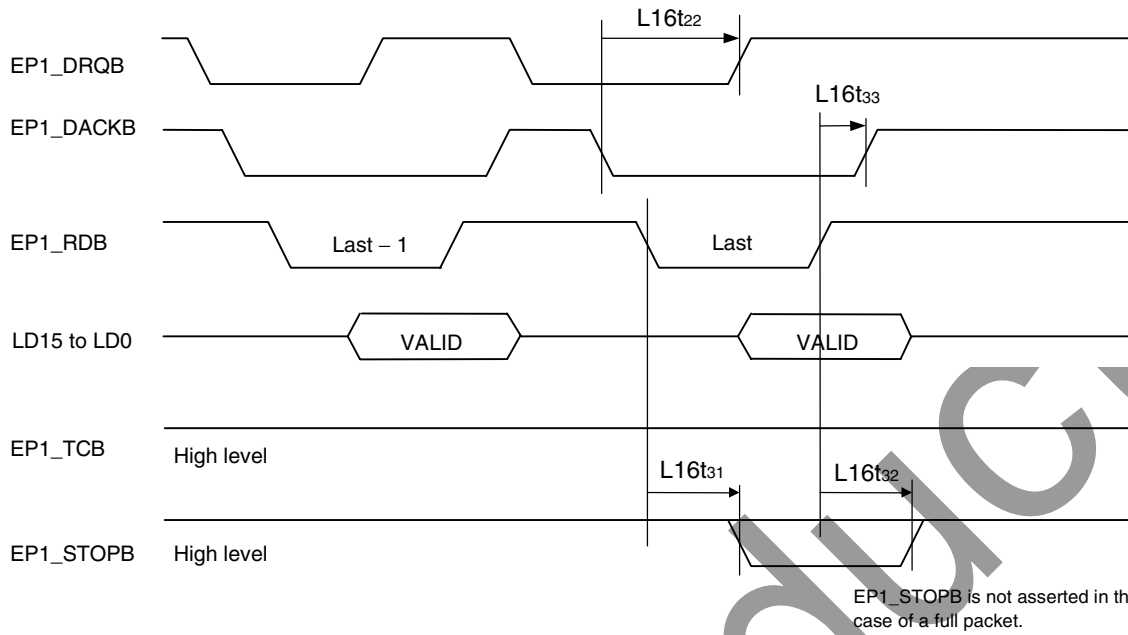 L16t22
EP1_DRQB
L16t33
EP1_DACKB
EP1_RDB
Last – 1
Last
LD15 to LD0
VALID
VALID
EP1_TCB
High level
L16t31
L16t32
EP1_STOPB
High level
EP1_STOPB is not asserted in th
case of a full packet.